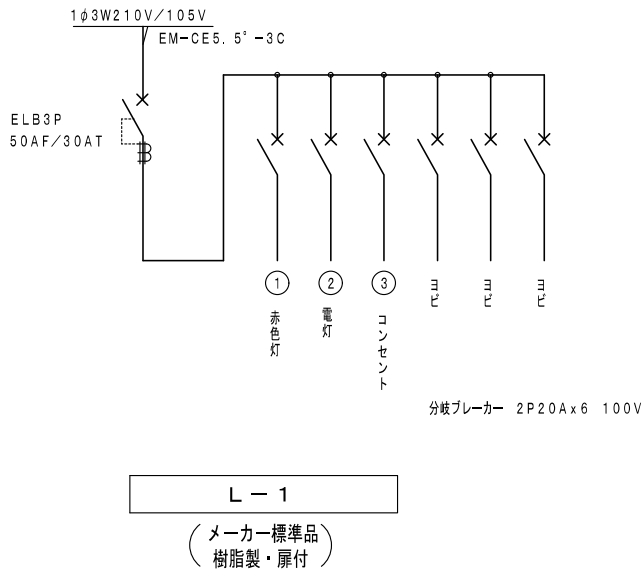 1φ3W210V/105V
EM-CE5.5°-3C
ELB3P
50AF/30AT
1
2
3
赤色灯
電灯
コンセント
ヨビ
ヨビ
ヨビ
分岐ブレーカー 2P20Ax6 100V
L-1
(メーカー標準品
樹脂製・扉付)